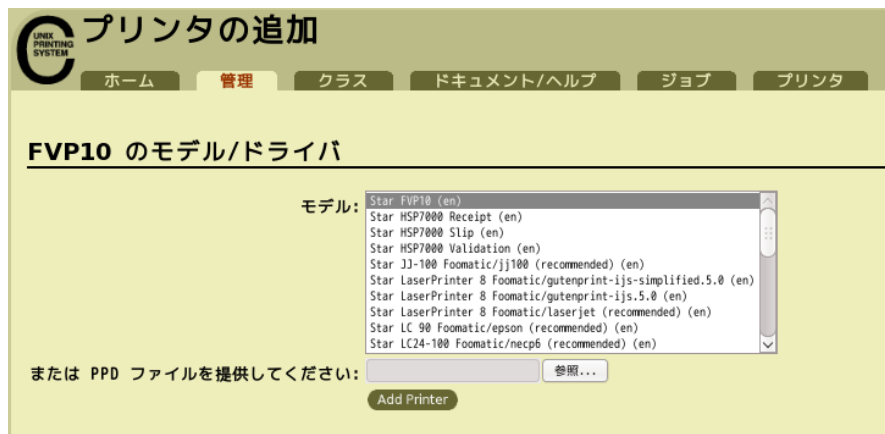 UNIX
PRINTING
SYSTEM
プリンタの追加
ホーム 管理 クラス ドキュメント/ヘルプ ジョブ プリンタ
FVP10 のモデル/ドライバ
モデル:
Star FVP10 (en)
Star HSP7000 Receipt (en)
Star HSP7000 Slip (en)
Star HSP7000 Validation (en)
Star JJ-100 Foomatic/jj100 (recommended) (en)
Star LaserPrinter 8 Foomatic/gutenprint-ijs-simplified.5.0 (en)
Star LaserPrinter 8 Foomatic/gutenprint-ijs.5.0 (en)
Star LaserPrinter 8 Foomatic/laserjet (recommended) (en)
Star LC 90 Foomatic/epson (recommended) (en)
Star LC24-100 Foomatic/necp6 (recommended) (en)
または PPD ファイルを提供してください: 参照...
Add Printer